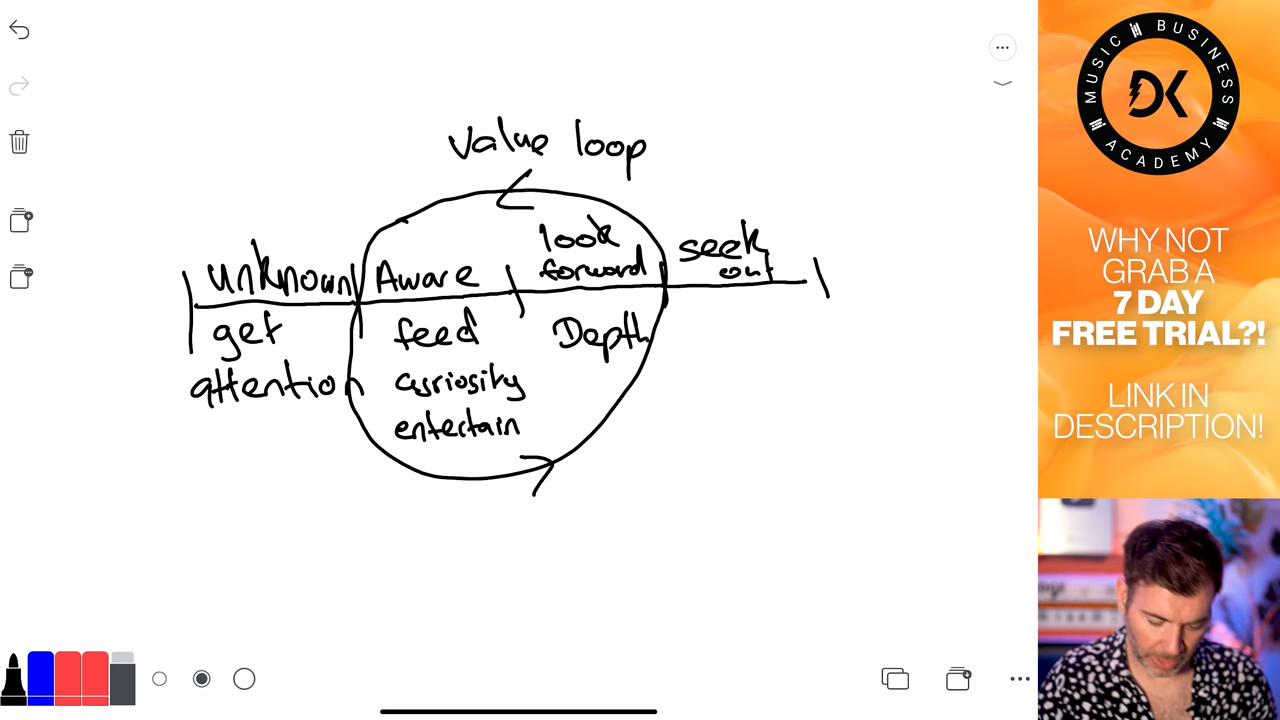 value loop
look
unknown Aware forward seek out
get feed Depth
attention curiosity
entertain
MUSIC BUSINESS
DK
ACADEMY
WHY NOT
GRAB A
7 DAY
FREE TRIAL?!
LINK IN
DESCRIPTION!